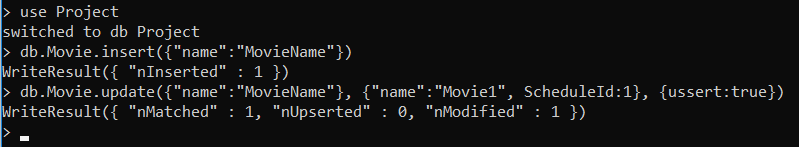 > use Project
switched to db Project
> db.Movie.insert({"name":"MovieName"})
WriteResult({ "nInserted" : 1 })
> db.Movie.update({"name":"MovieName"}, {"name":"Movie1", ScheduleId:1}, {ussert:true})
WriteResult({ "nMatched" : 1, "nUpserted" : 0, "nModified" : 1 })
>